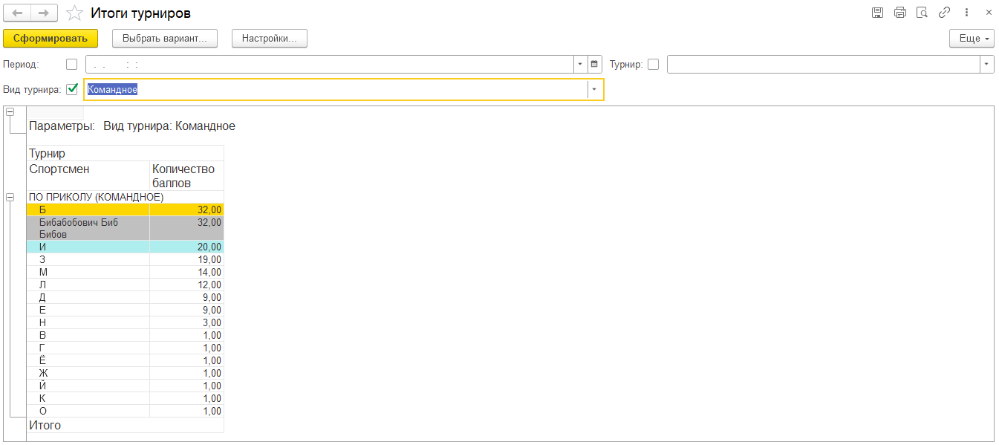 Итоги турниров
Сформировать
Выбрать вариант...
Настройки...
Еще
Период:
. . : :
Турнир:
Вид турнира:
Командное
Параметры: Вид турнира: Командное
Турнир
Спортсмен Количество
баллов
ПО ПРИКОЛУ (КОМАНДНОЕ)
Б 32,00
Бибабобович Биб 32,00
Бибов
И 20,00
З 19,00
М 14,00
Л 12,00
Д 9,00
Е 9,00
Н 3,00
В 1,00
Г 1,00
Ё 1,00
Ж 1,00
Й 1,00
К 1,00
О 1,00
Итого